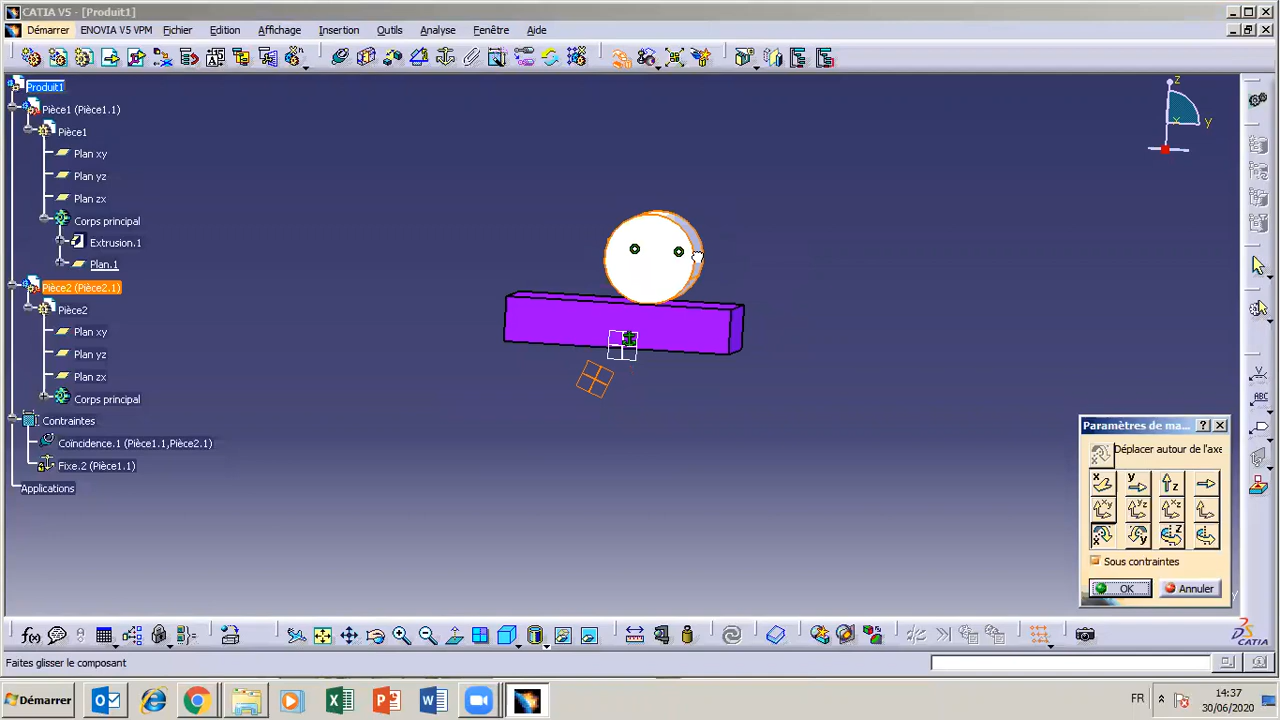 CATIA V5 - [Produit1]
Démarrer ENOVIA V5 VPM Fichier Edition Affichage Insertion Outils Analyse Fenêtre Aide
Produit1
Pièce1 (Pièce1.1)
Pièce1
Plan xy
Plan yz
Plan zx
Corps principal
Extrusion.1
Plan.1
Pièce2 (Pièce2.1)
Pièce2
Plan xy
Plan yz
Plan zx
Corps principal
Contraintes
Coïncidence.1 (Pièce1.1,Pièce2.1)
Fixe.2 (Pièce1.1)
Applications
z
x
y
ABC
Paramètres de ma...
Déplacer autour de l'axe
x y z
xy yz xz
x y z
Sous contraintes
OK Annuler
f(x)
CATIA
Faites glisser le composant
Démarrer FR 14:37
30/06/2020